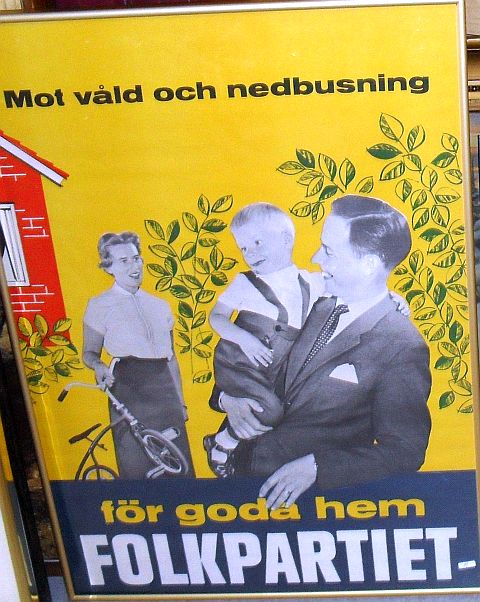 Mot våld och nedbusning
för goda hem
FOLKPARTIET